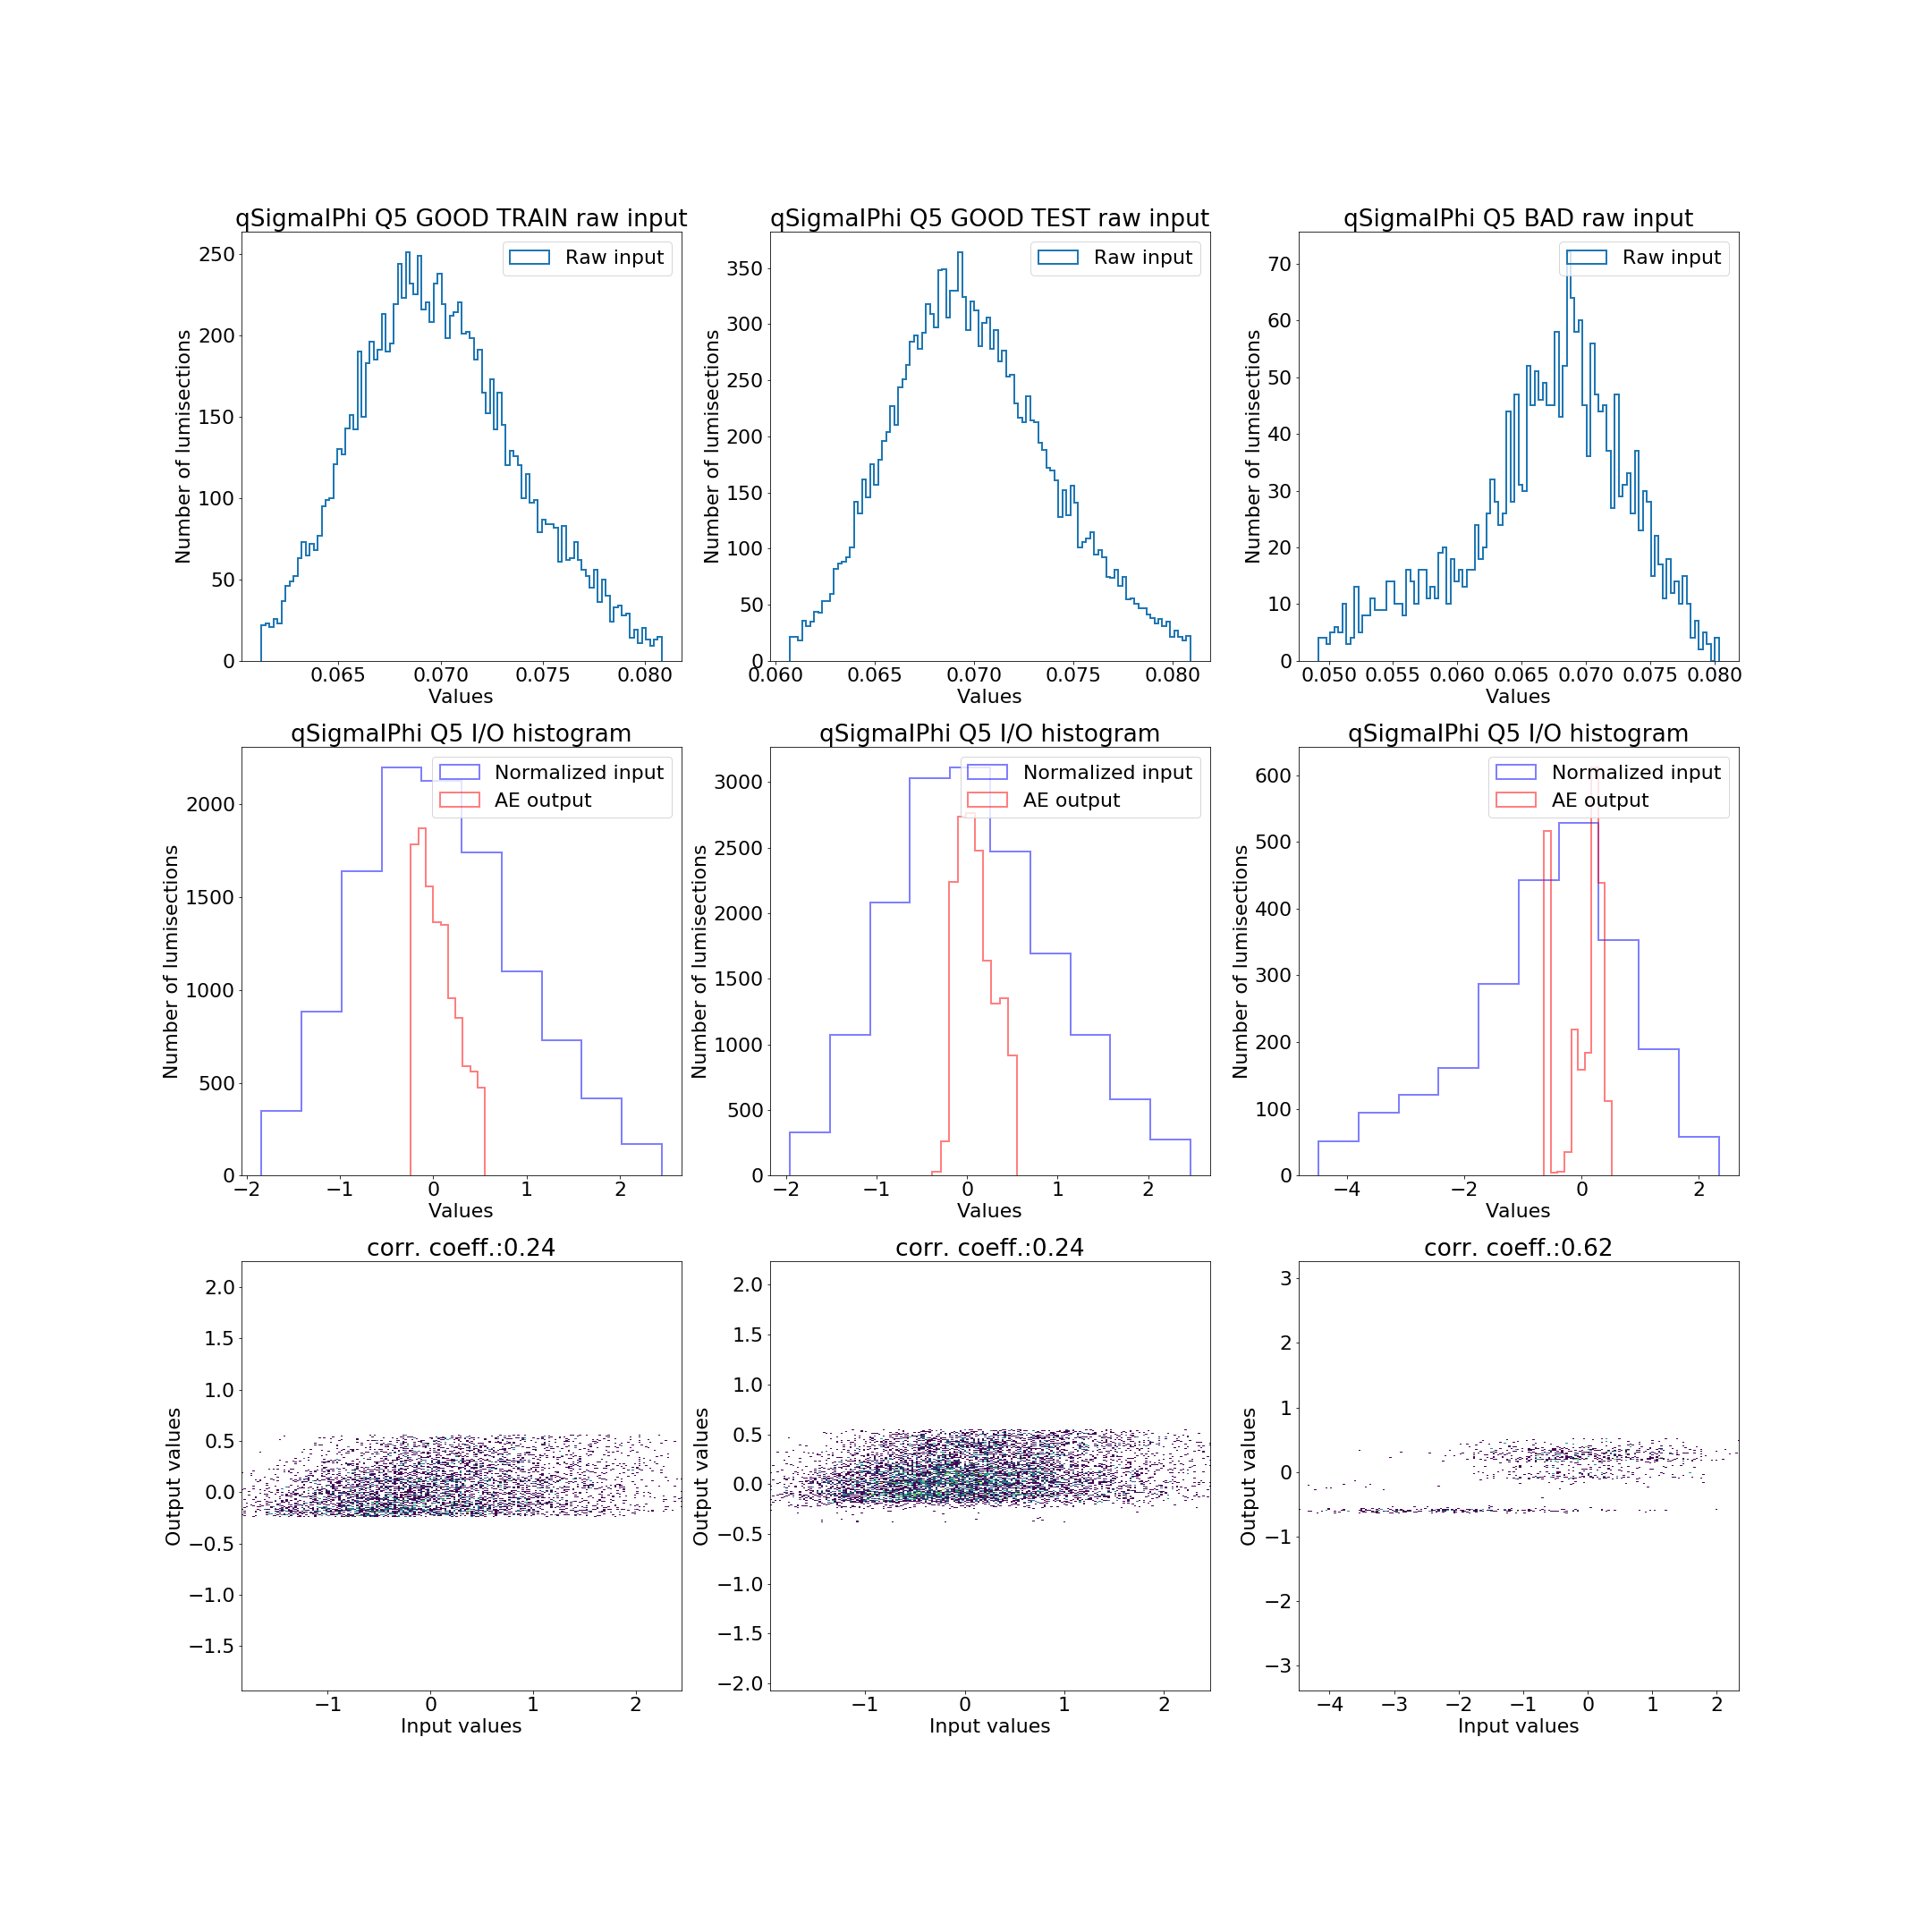 qSigmaIPhi Q5 GOOD TRAIN raw input
Raw input
Number of lumisections
250
200
150
100
50
0
0.065 0.070 0.075 0.080
Values
qSigmaIPhi Q5 GOOD TEST raw input
Raw input
Number of lumisections
350
300
250
200
150
100
50
0
0.060 0.065 0.070 0.075 0.080
Values
qSigmaIPhi Q5 BAD raw input
Raw input
Number of lumisections
70
60
50
40
30
20
10
0
0.050 0.055 0.060 0.065 0.070 0.075 0.080
Values
qSigmaIPhi Q5 I/O histogram
Normalized input
AE output
Number of lumisections
2000
1500
1000
500
0
−2 −1 0 1 2
Values
qSigmaIPhi Q5 I/O histogram
Normalized input
AE output
Number of lumisections
3000
2500
2000
1500
1000
500
0
−2 −1 0 1 2
Values
qSigmaIPhi Q5 I/O histogram
Normalized input
AE output
Number of lumisections
600
500
400
300
200
100
0
−4 −2 0 2
Values
corr. coeff.:0.24
Output values
2.0
1.5
1.0
0.5
0.0
−0.5
−1.0
−1.5
−1 0 1 2
Input values
corr. coeff.:0.24
Output values
2.0
1.5
1.0
0.5
0.0
−0.5
−1.0
−1.5
−2.0
−1 0 1 2
Input values
corr. coeff.:0.62
Output values
3
2
1
0
−1
−2
−3
−4 −3 −2 −1 0 1 2
Input values